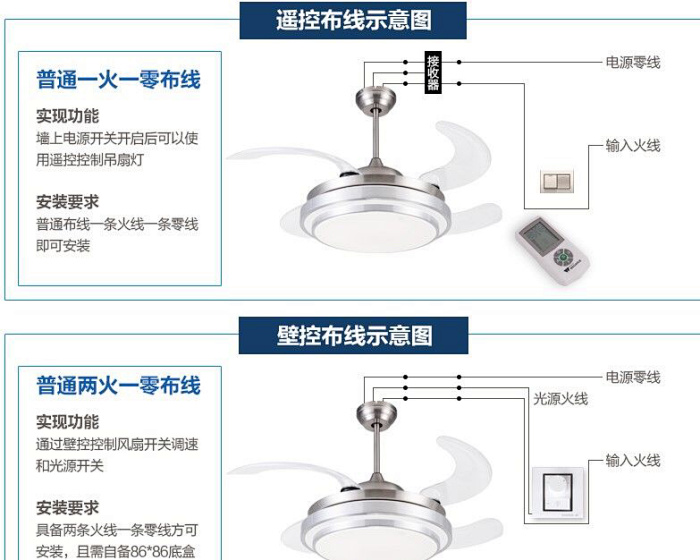 遥控布线示意图
普通一火一零布线
实现功能
墙上电源开关开启后可以使
用遥控控制吊扇灯
安装要求
普通布线一条火线一条零线
即可安装
接收器
电源零线
输入火线
壁控布线示意图
普通两火一零布线
实现功能
通过壁控控制风扇开关调速
和光源开关
安装要求
具备两条火线一条零线方可
安装，且需自备86*86底盒
电源零线
光源火线
输入火线